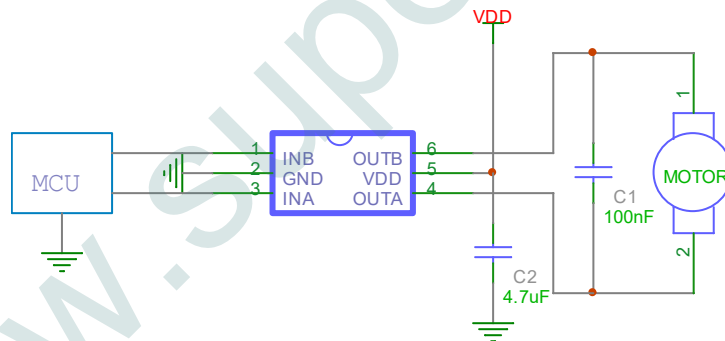 VDD
1
1 INB OUTB 6
2 GND VDD 5
3 INA OUTA 4
MCU
MOTOR
C1
100nF
2
C2
4.7uF